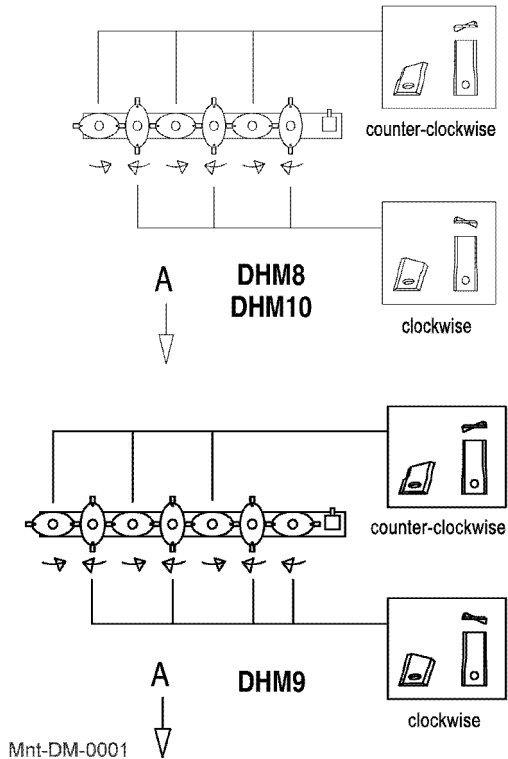 counter-clockwise
clockwise
A
DHM8
DHM10
counter-clockwise
clockwise
A
DHM9
Mnt-DM-0001